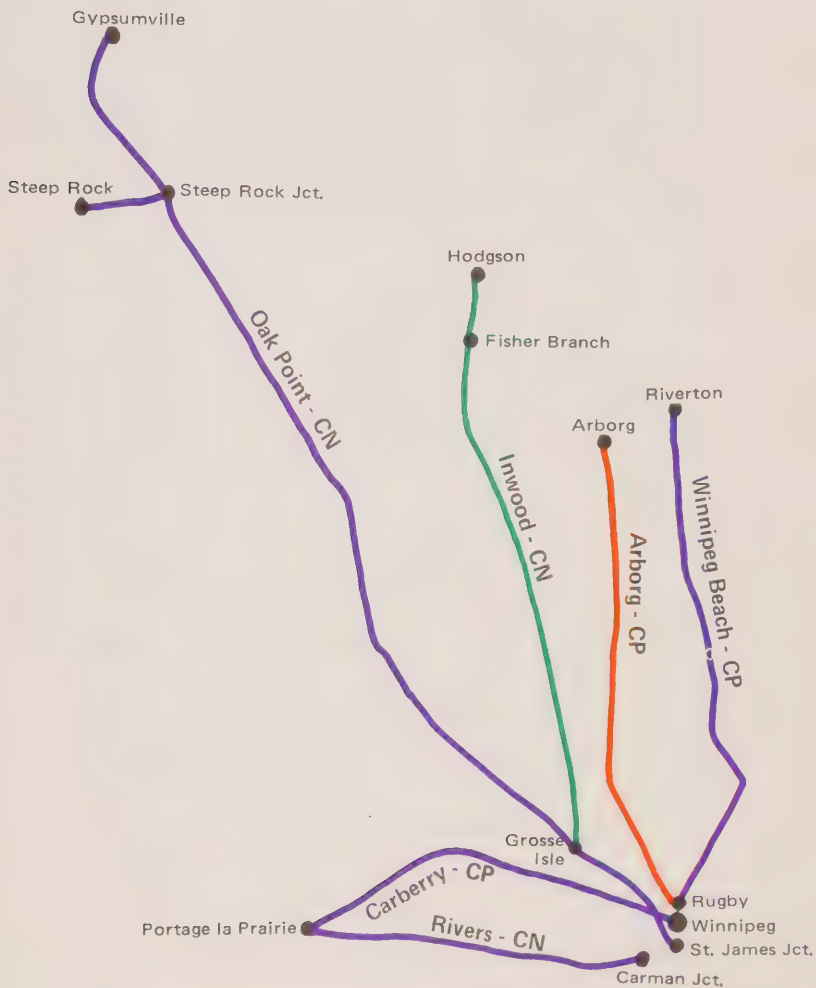 Gypsumville
Steep Rock
Steep Rock Jct.
Hodgson
Fisher Branch
Oak Point - CN
Riverton
Arborg
Inwood - CN
Winnipeg Beach - CP
Arborg - CP
Grosse
Isle
Carberry - CP
Rugby
Portage la Prairie
Rivers - CN
Winnipeg
St. James Jct.
Carman Jct.